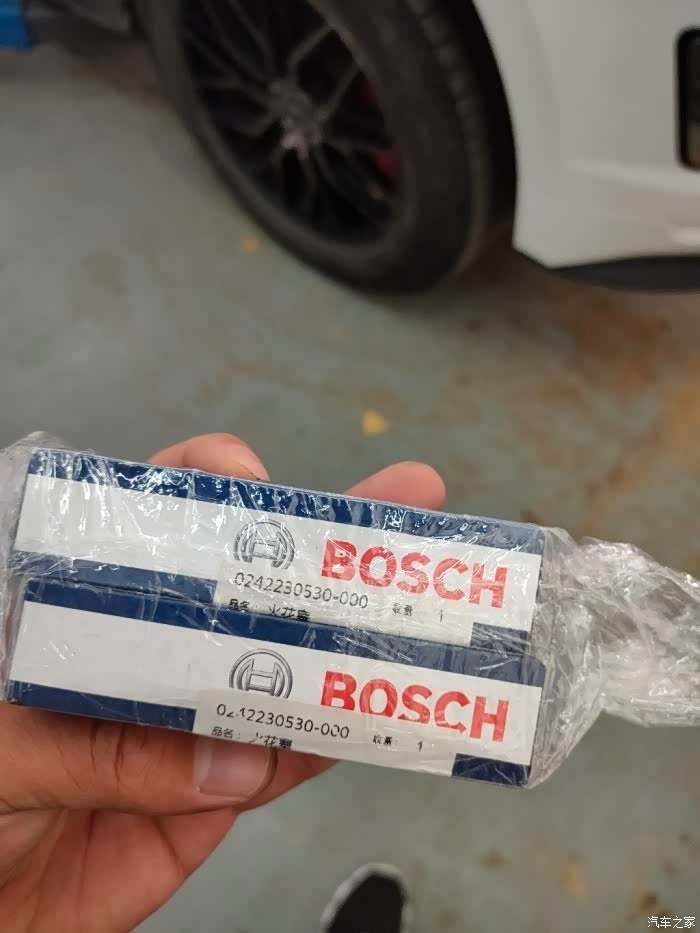 BOSCH
0242230530-000
品名： 火花塞 数量 1
BOSCH
0242230530-000
品名： 火花塞 数量： 1
汽车之家